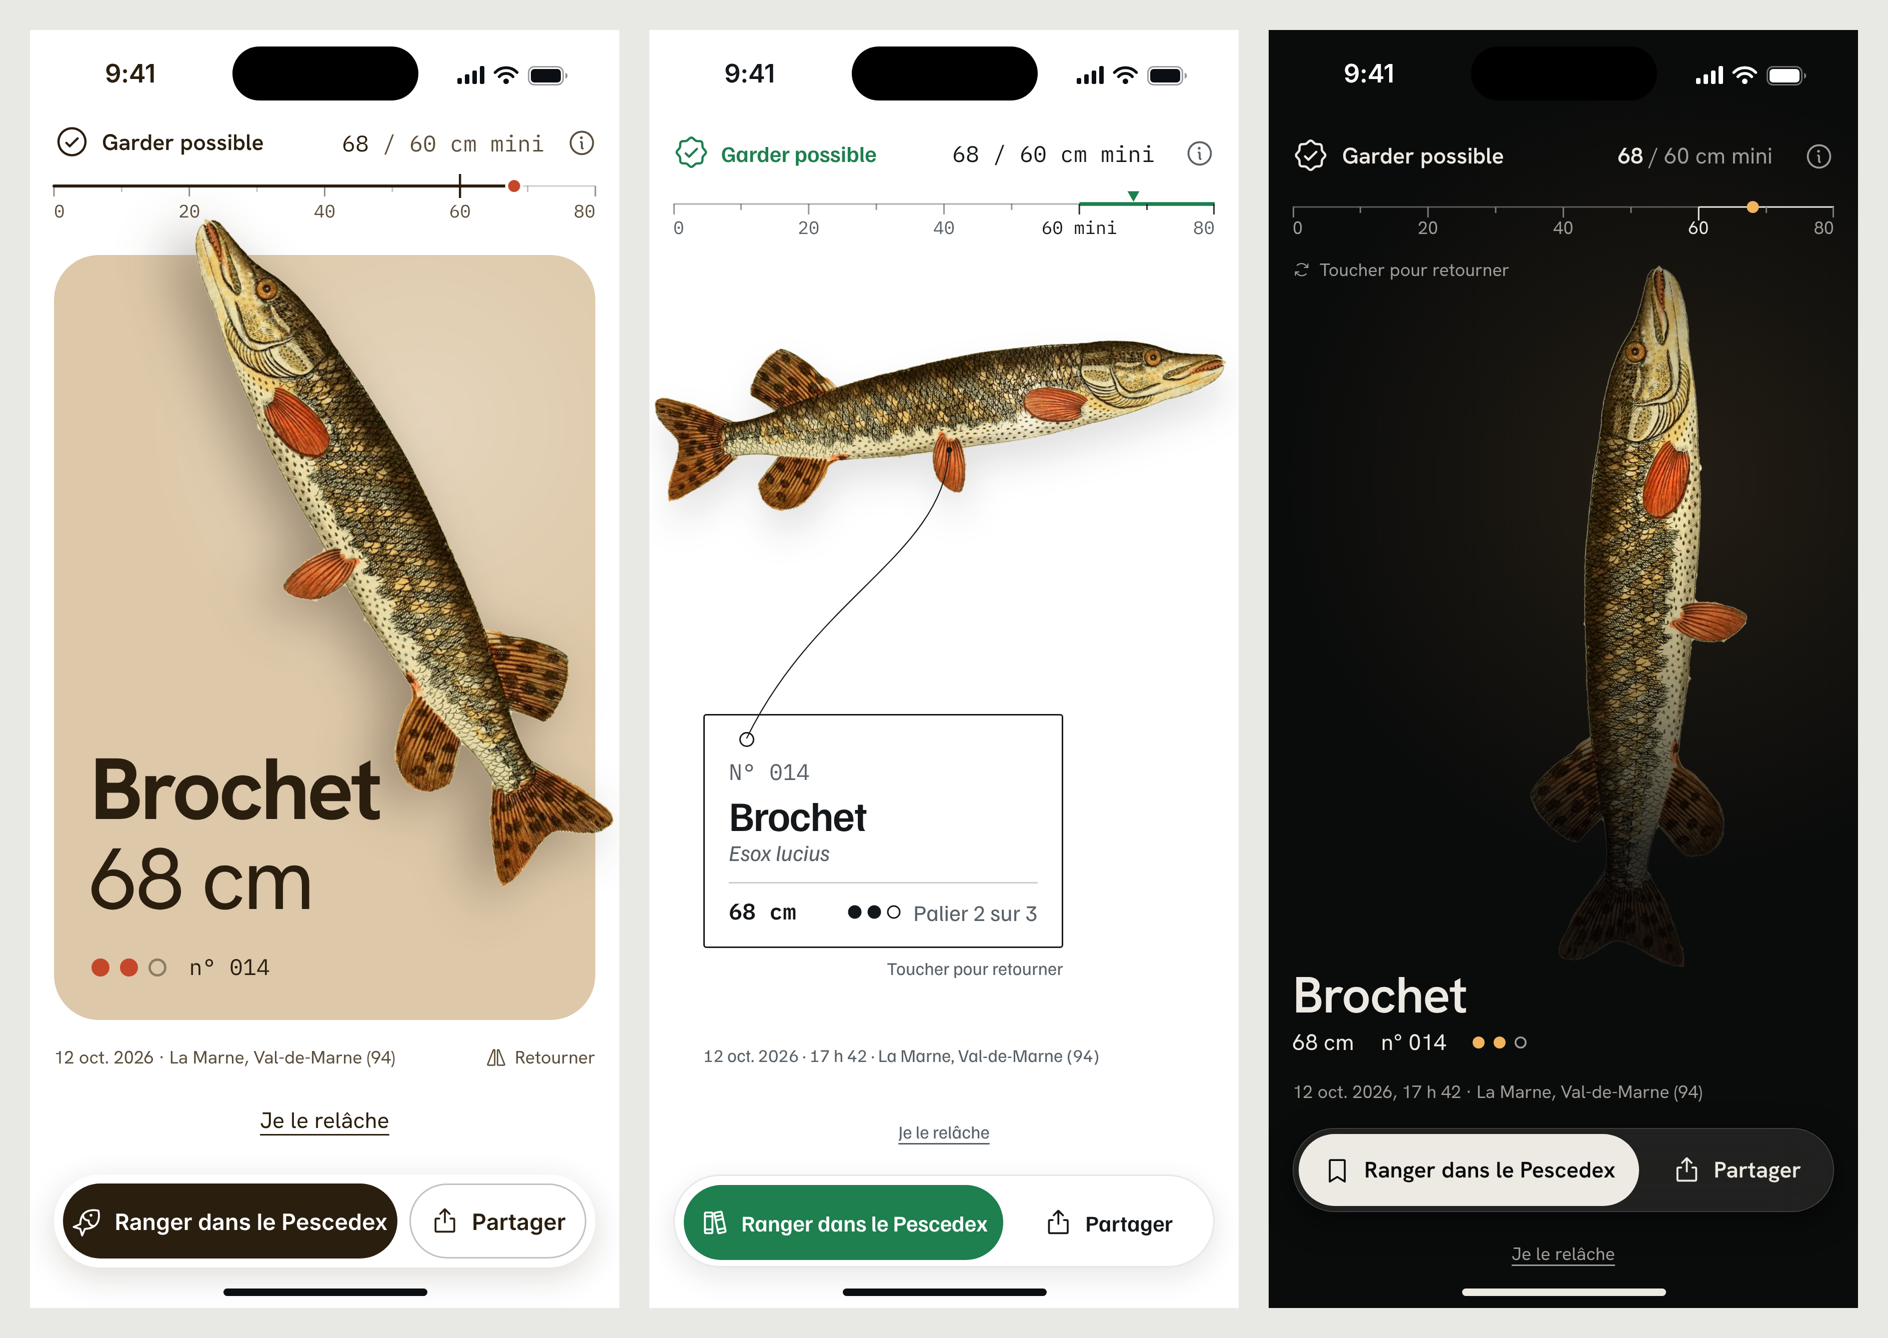 9:41
Garder possible
68 / 60 cm mini
0 20 40 60 80
Brochet
68 cm
n° 014
12 oct. 2026 · La Marne, Val-de-Marne (94)
Retourner
Je le relâche
Ranger dans le Pescedex
Partager
9:41
Garder possible
68 / 60 cm mini
0 20 40 60 mini 80
N° 014
Brochet
Esox lucius
68 cm
Palier 2 sur 3
Toucher pour retourner
12 oct. 2026 · 17 h 42 · La Marne, Val-de-Marne (94)
Je le relâche
Ranger dans le Pescedex
Partager
9:41
Garder possible
68 / 60 cm mini
0 20 40 60 80
Toucher pour retourner
Brochet
68 cm n° 014
12 oct. 2026, 17 h 42 · La Marne, Val-de-Marne (94)
Ranger dans le Pescedex
Partager
Je le relâche